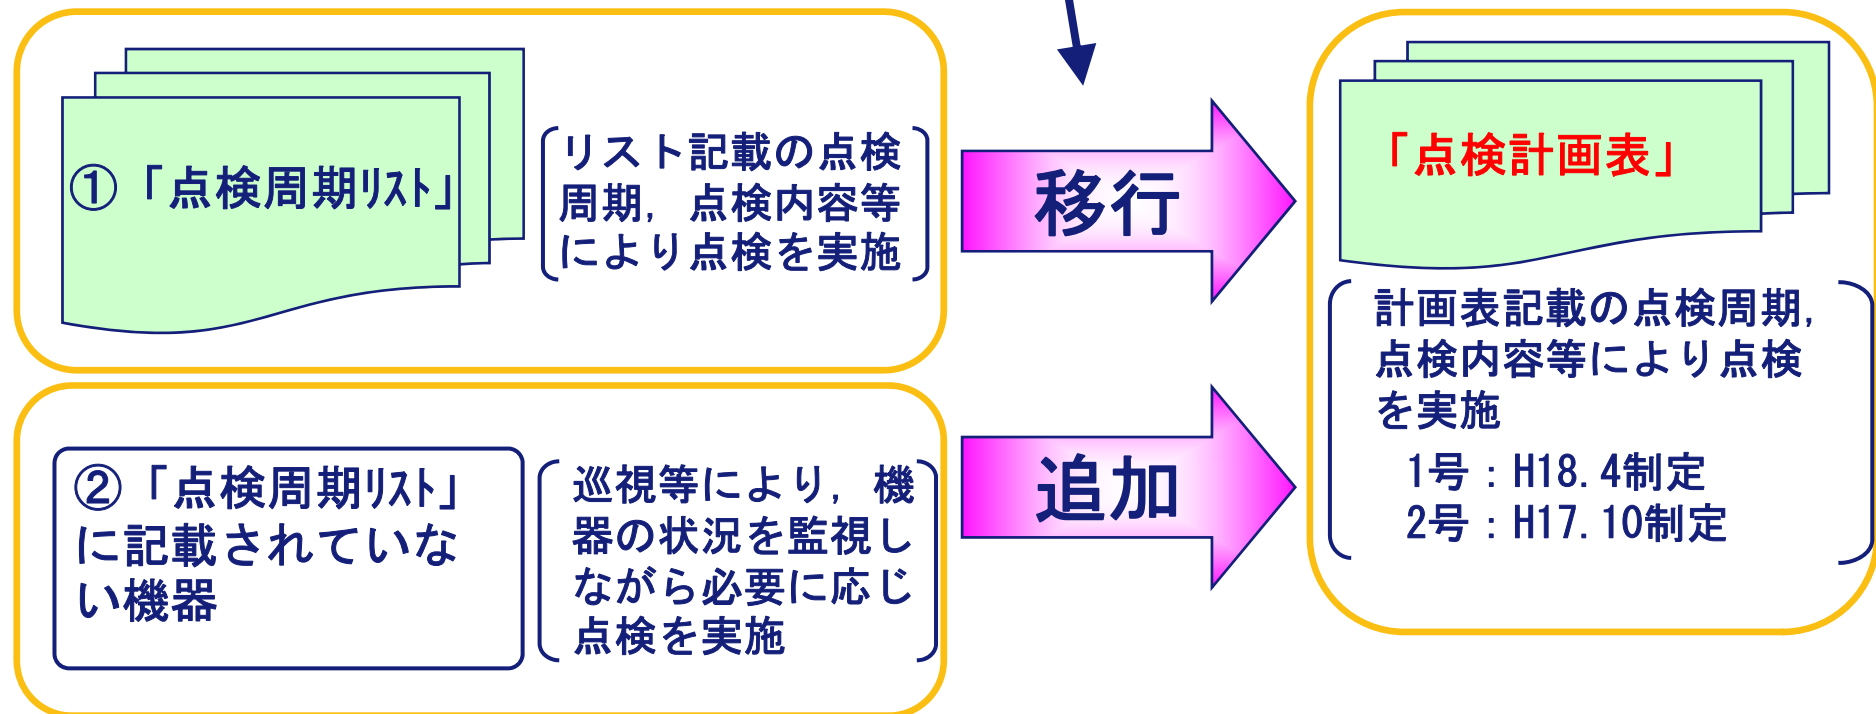 ①「点検周期ﾘｽﾄ」
リスト記載の点検
周期，点検内容等
により点検を実施
移行
「点検計画表」
計画表記載の点検周期，
点検内容等により点検
を実施
1号：H18.4制定
2号：H17.10制定
②「点検周期ﾘｽﾄ」
に記載されていな
い機器
巡視等により，機
器の状況を監視し
ながら必要に応じ
点検を実施
追加